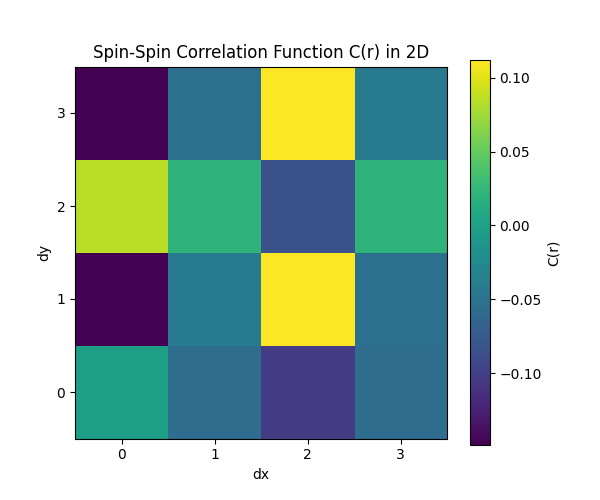 Spin-Spin Correlation Function C(r) in 2D
3
2
1
0
dy
0 1 2 3
dx
0.10
0.05
0.00
−0.05
−0.10
C(r)